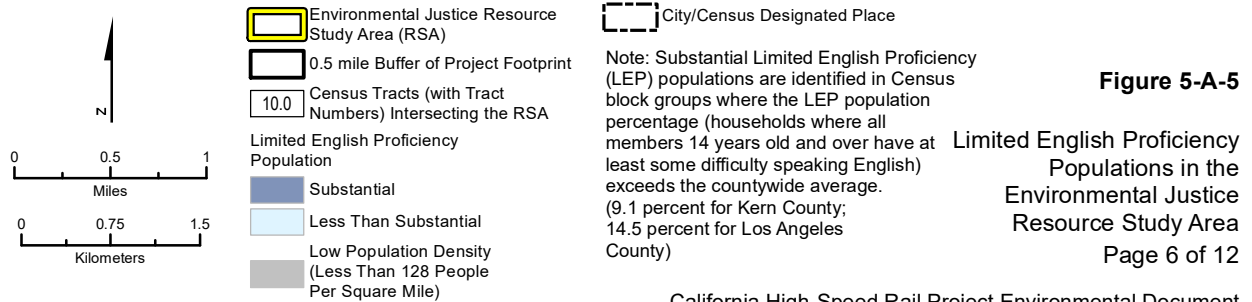 N
0 0.5 1
Miles
0 0.75 1.5
Kilometers
Environmental Justice Resource
Study Area (RSA)
0.5 mile Buffer of Project Footprint
10.0
Census Tracts (with Tract
Numbers) Intersecting the RSA
Limited English Proficiency
Population
Substantial
Less Than Substantial
Low Population Density
(Less Than 128 People
Per Square Mile)
City/Census Designated Place
Note: Substantial Limited English Proficiency
(LEP) populations are identified in Census
block groups where the LEP population
percentage (households where all
members 14 years old and over have at
least some difficulty speaking English)
exceeds the countywide average.
(9.1 percent for Kern County;
14.5 percent for Los Angeles
County)
Figure 5-A-5
Limited English Proficiency
Populations in the
Environmental Justice
Resource Study Area
Page 6 of 12
California High-Speed Rail Project Environmental Document